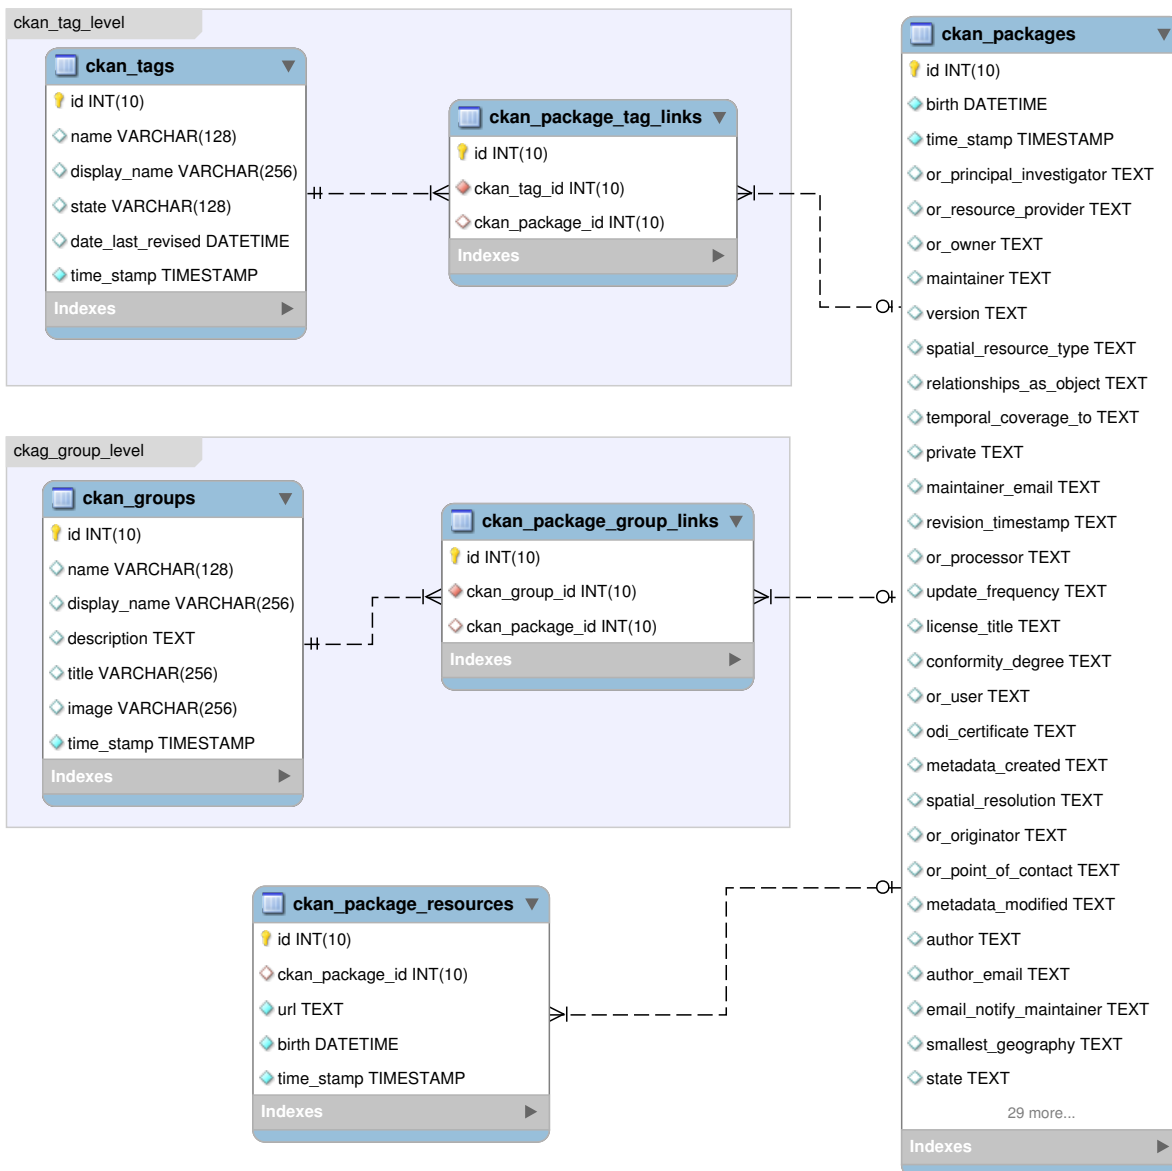 ckan_tag_level
ckan_tags
id INT(10)
name VARCHAR(128)
display_name VARCHAR(256)
state VARCHAR(128)
date_last_revised DATETIME
time_stamp TIMESTAMP
Indexes
ckan_package_tag_links
id INT(10)
ckan_tag_id INT(10)
ckan_package_id INT(10)
Indexes
ckag_group_level
ckan_groups
id INT(10)
name VARCHAR(128)
display_name VARCHAR(256)
description TEXT
title VARCHAR(256)
image VARCHAR(256)
time_stamp TIMESTAMP
Indexes
ckan_package_group_links
id INT(10)
ckan_group_id INT(10)
ckan_package_id INT(10)
Indexes
ckan_package_resources
id INT(10)
ckan_package_id INT(10)
url TEXT
birth DATETIME
time_stamp TIMESTAMP
Indexes
ckan_packages
id INT(10)
birth DATETIME
time_stamp TIMESTAMP
or_principal_investigator TEXT
or_resource_provider TEXT
or_owner TEXT
maintainer TEXT
version TEXT
spatial_resource_type TEXT
relationships_as_object TEXT
temporal_coverage_to TEXT
private TEXT
maintainer_email TEXT
revision_timestamp TEXT
or_processor TEXT
update_frequency TEXT
license_title TEXT
conformity_degree TEXT
or_user TEXT
odi_certificate TEXT
metadata_created TEXT
spatial_resolution TEXT
or_originator TEXT
or_point_of_contact TEXT
metadata_modified TEXT
author TEXT
author_email TEXT
email_notify_maintainer TEXT
smallest_geography TEXT
state TEXT
29 more...
Indexes